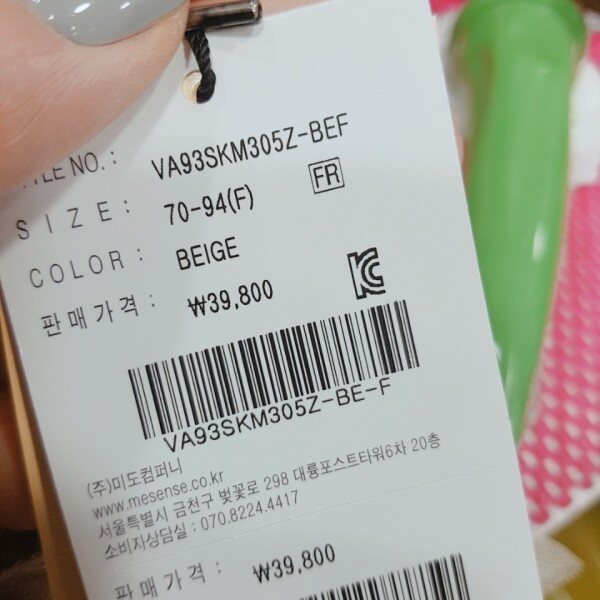 YLE NO. : VA93SKM305Z-BEF
SIZE : 70-94(F) FR
COLOR : BEIGE
판매가격 : ₩39,800
KC
VA93SKM305Z-BE-F
(주)미도컴퍼니
www.mesense.co.kr
서울특별시 금천구 벚꽃로 298 대륭포스트타워6차 20층
소비자상담실 : 070.8224.4417
판매가격 : ₩39,800